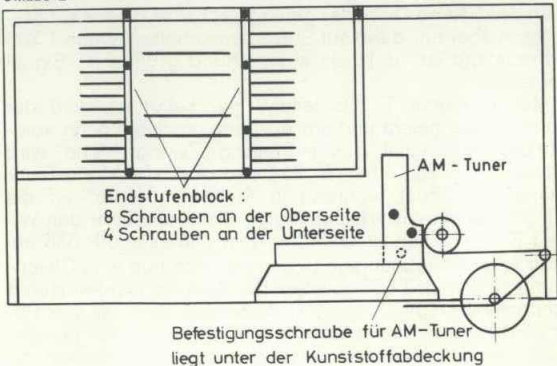 AM - Tuner
Endstufenblock :
8 Schrauben an der Oberseite
4 Schrauben an der Unterseite
Befestigungsschraube für AM-Tuner
liegt unter der Kuniststoffabdeckung